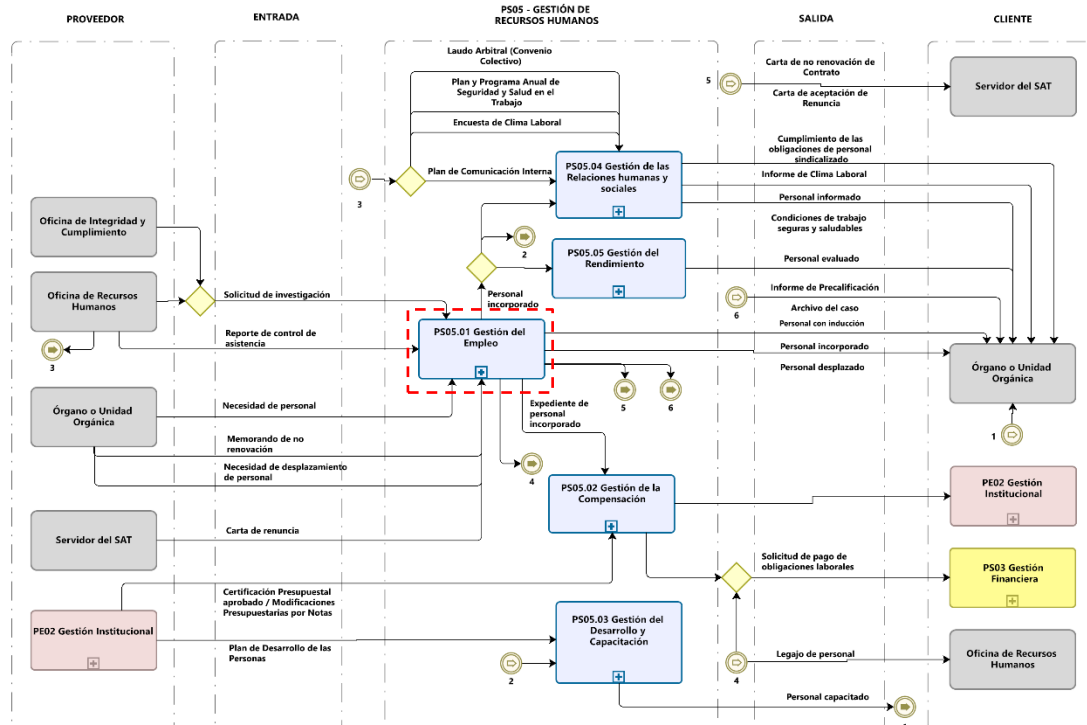 PROVEEDOR
ENTRADA
PS05 - GESTIÓN DE
RECURSOS HUMANOS
SALIDA
CLIENTE
Laudo Arbitral (Convenio
Colectivo)
Plan y Programa Anual de
Seguridad y Salud en el
Trabajo
Encuesta de Clima Laboral
Plan de Comunicación Interna
3
PS05.04 Gestión de las
Relaciones humanas y
sociales
5
Carta de no renovación de
Contrato
Carta de aceptación de
Renuncia
Servidor del SAT
Cumplimiento de las
obligaciones de personal
sindicalizado
Informe de Clima Laboral
Personal informado
Condiciones de trabajo
seguras y saludables
Oficina de Integridad y
Cumplimiento
2
PS05.05 Gestión del
Rendimiento
Personal evaluado
Oficina de Recursos
Humanos
Solicitud de investigación
Personal
incorporado
Informe de Precalificación
6
Archivo del caso
Personal con inducción
Reporte de control de
asistencia
3
PS05.01 Gestión del
Empleo
Personal incorporado
Personal desplazado
Órgano o Unidad
Orgánica
5
6
1
Órgano o Unidad
Orgánica
Necesidad de personal
Memorando de no
renovación
Necesidad de desplazamiento
de personal
Expediente de
personal
incorporado
4
PS05.02 Gestión de la
Compensación
PE02 Gestión
Institucional
Servidor del SAT
Carta de renuncia
Solicitud de pago de
obligaciones laborales
PS03 Gestión
Financiera
Certificación Presupuestal
aprobado / Modificaciones
Presupuestarias por Notas
PE02 Gestión Institucional
Plan de Desarrollo de las
Personas
PS05.03 Gestión del
Desarrollo y
Capacitación
2
4
Legajo de personal
Oficina de Recursos
Humanos
Personal capacitado